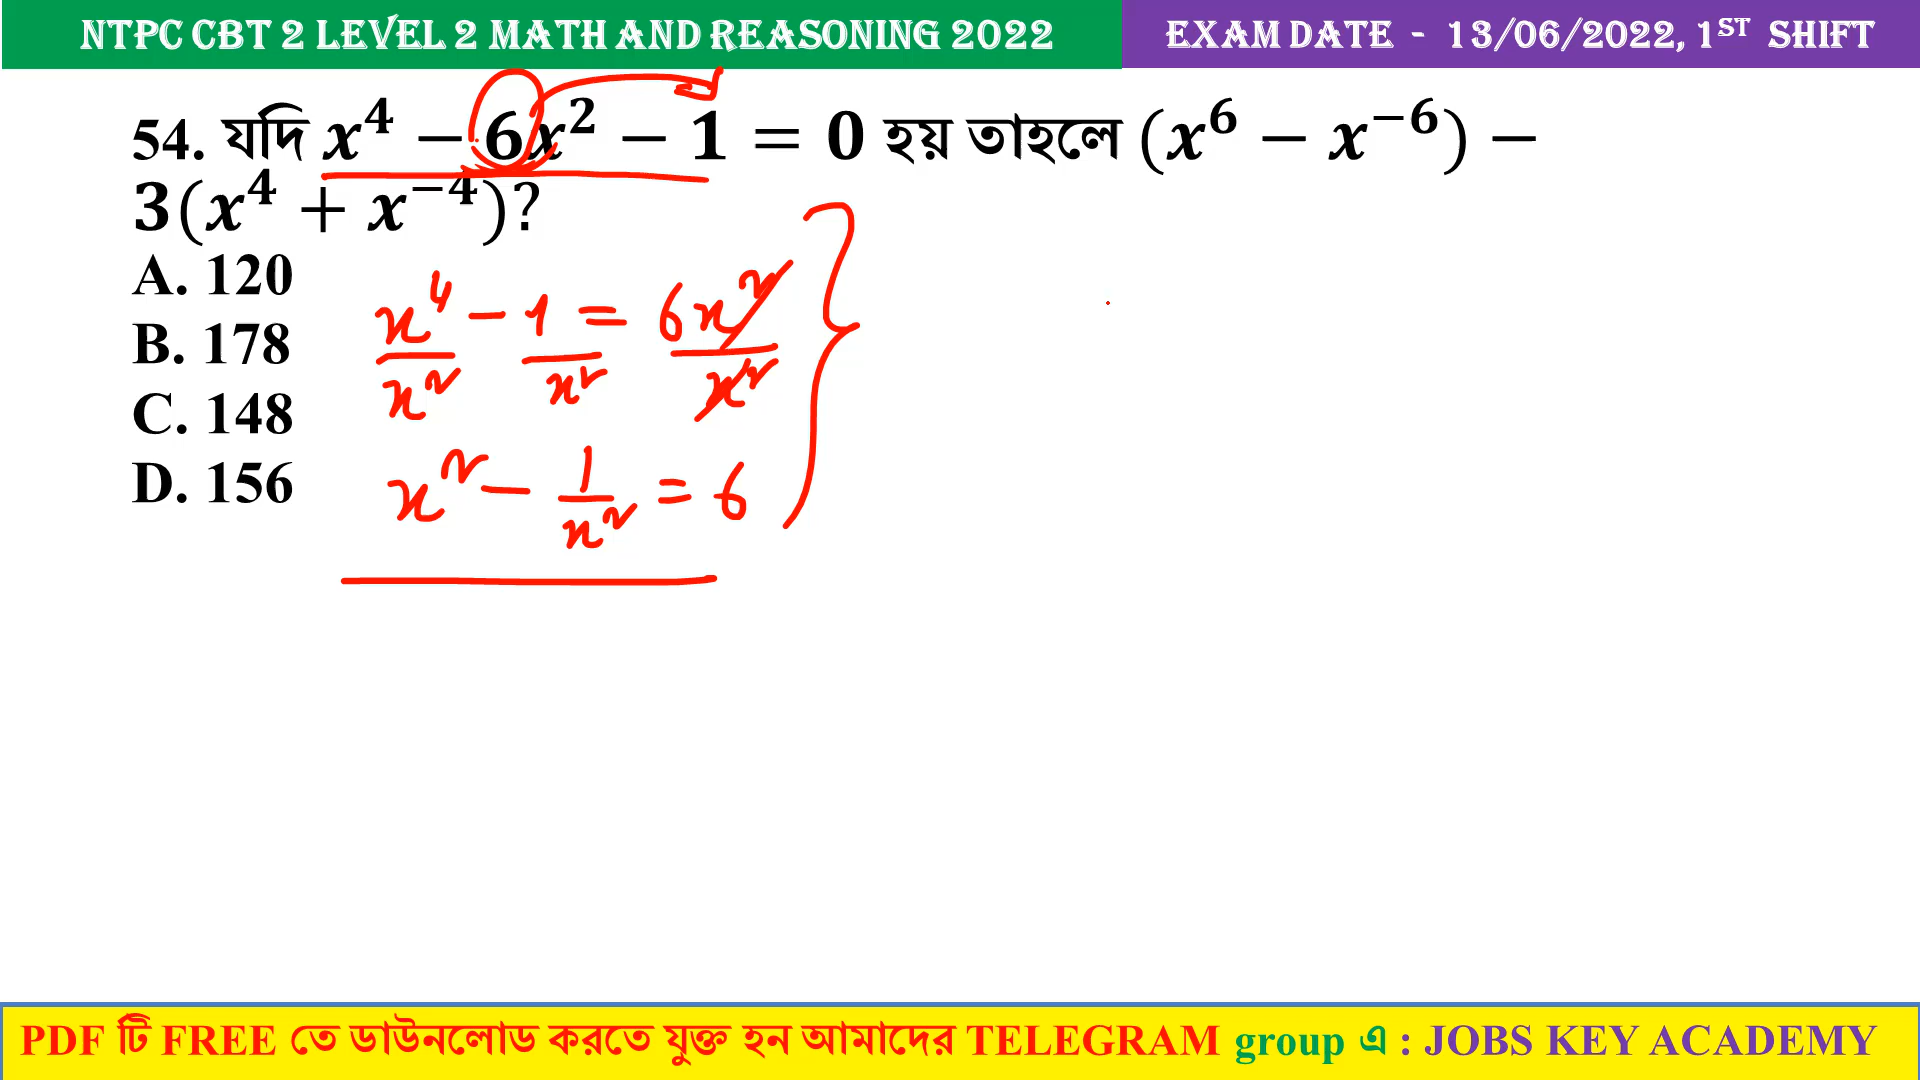 NTPC CBT 2 LEVEL 2 MATH AND REASONING 2022
EXAM DATE - 13/06/2022, 1ST SHIFT
54. যদি x⁴ − 6x² − 1 = 0 হয় তাহলে (x⁶ − x⁻⁶) −
3(x⁴ + x⁻⁴)?
A. 120
B. 178
C. 148
D. 156
x⁴/x² − 1/x² = 6x²/x²
x² − 1/x² = 6
PDF টি FREE তে ডাউনলোড করতে যুক্ত হন আমাদের TELEGRAM group এ : JOBS KEY ACADEMY